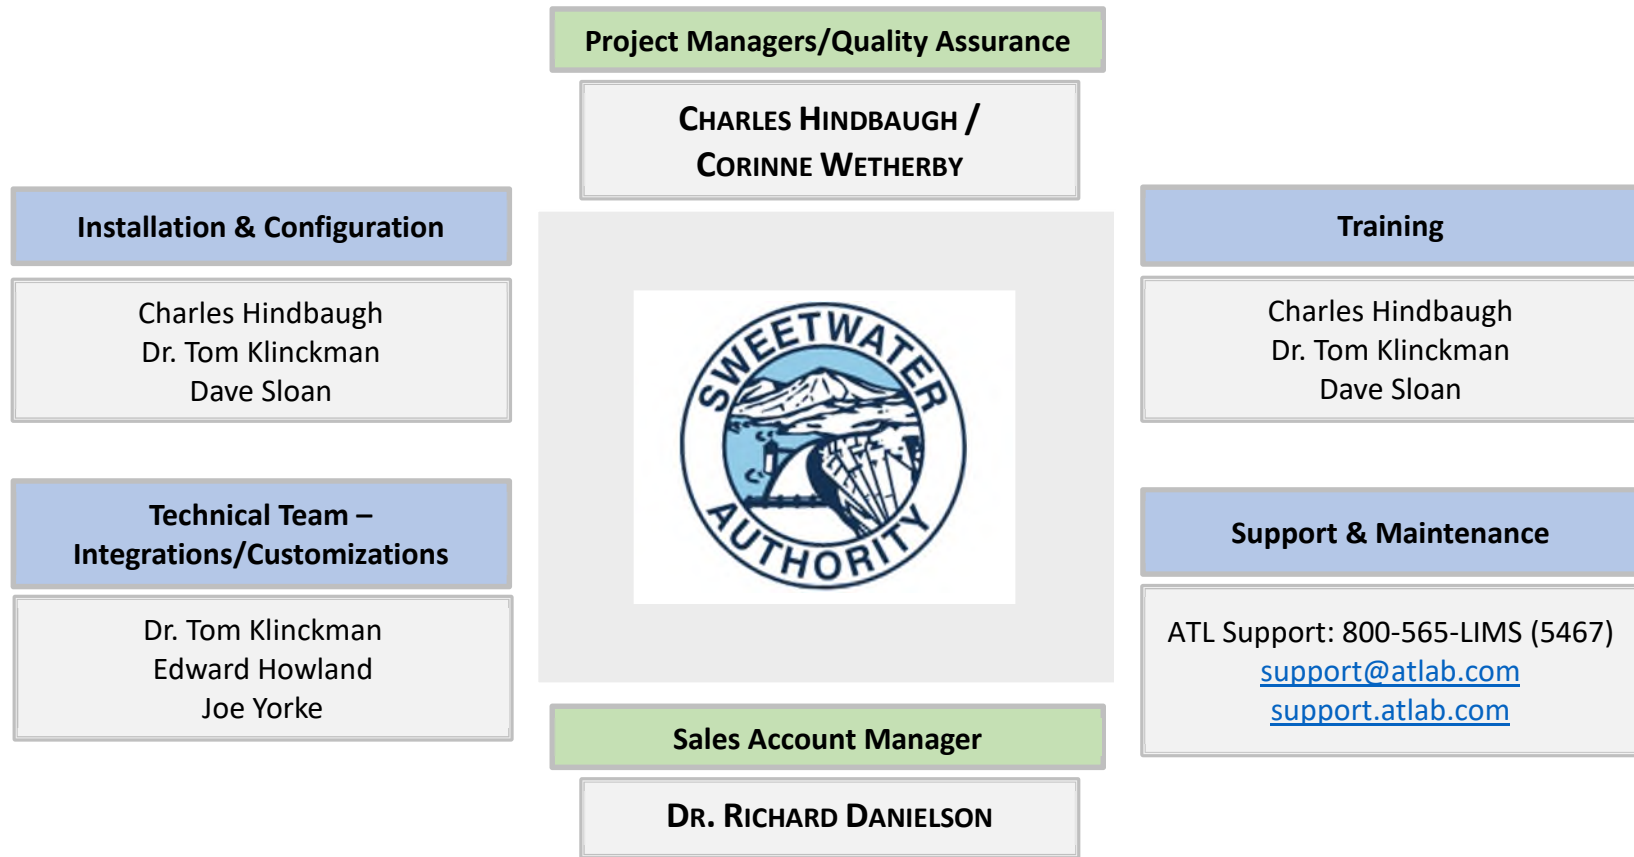 Project Managers/Quality Assurance
CHARLES HINDBAUGH /
CORINNE WETHERBY
Installation & Configuration
Charles Hindbaugh
Dr. Tom Klinckman
Dave Sloan
Training
Charles Hindbaugh
Dr. Tom Klinckman
Dave Sloan
SWEETWATER
AUTHORITY
Technical Team –
Integrations/Customizations
Dr. Tom Klinckman
Edward Howland
Joe Yorke
Support & Maintenance
ATL Support: 800-565-LIMS (5467)
support@atlab.com
support.atlab.com
Sales Account Manager
DR. RICHARD DANIELSON